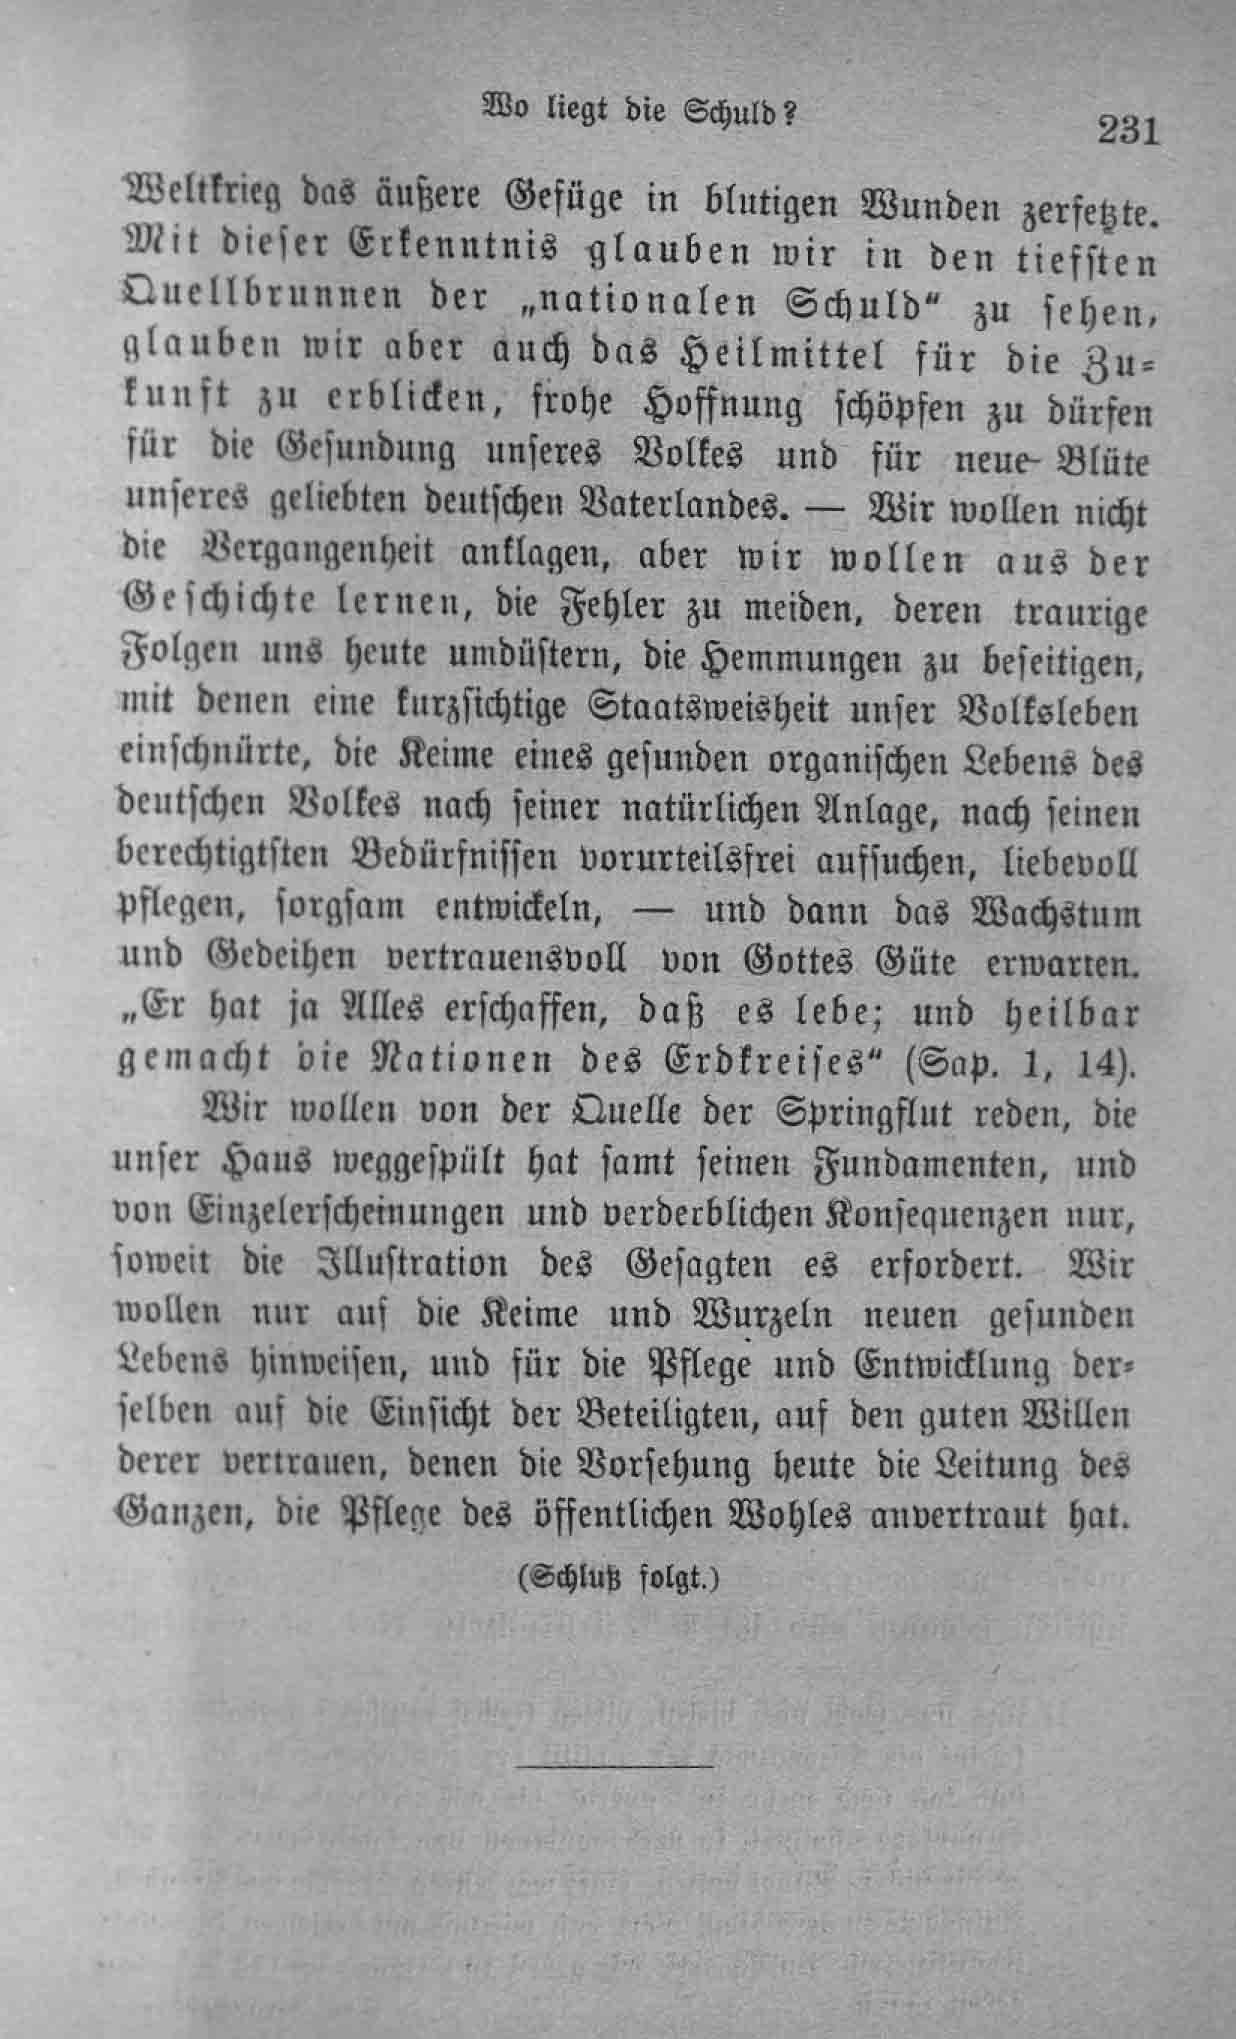 Wo liegt die Schuld?
231
Weltkrieg das äußere Gefüge in blutigen Wunden zerfetzte.
Mit dieser Erkenntnis glauben wir in den tiefsten
Quellbrunnen der „nationalen Schuld“ zu sehen,
glauben wir aber auch das Heilmittel für die Zu-
kunft zu erblicken, frohe Hoffnung schöpfen zu dürfen
für die Gesundung unseres Volkes und für neue Blüte
unseres geliebten deutschen Vaterlandes. — Wir wollen nicht
die Vergangenheit anklagen, aber wir wollen aus der
Geschichte lernen, die Fehler zu meiden, deren traurige
Folgen uns heute umdüstern, die Hemmungen zu beseitigen,
mit denen eine kurzsichtige Staatsweisheit unser Volksleben
einschnürte, die Keime eines gesunden organischen Lebens des
deutschen Volkes nach seiner natürlichen Anlage, nach seinen
berechtigtsten Bedürfnissen vorurteilsfrei aufsuchen, liebevoll
pflegen, sorgsam entwickeln, — und dann das Wachstum
und Gedeihen vertrauensvoll von Gottes Güte erwarten.
„Er hat ja Alles erschaffen, daß es lebe; und heilbar
gemacht die Nationen des Erdkreises“ (Sap. 1, 14).
Wir wollen von der Quelle der Springflut reden, die
unser Haus weggespült hat samt seinen Fundamenten, und
von Einzelerscheinungen und verderblichen Konsequenzen nur,
soweit die Illustration des Gesagten es erfordert. Wir
wollen nur auf die Keime und Wurzeln neuen gesunden
Lebens hinweisen, und für die Pflege und Entwicklung der-
selben auf die Einsicht der Beteiligten, auf den guten Willen
derer vertrauen, denen die Vorsehung heute die Leitung des
Ganzen, die Pflege des öffentlichen Wohles anvertraut hat.
(Schluß folgt.)